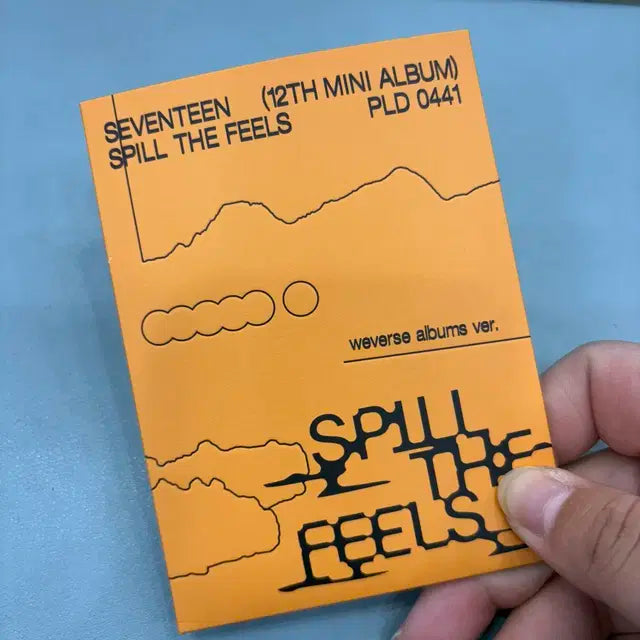 SEVENTEEN (12TH MINI ALBUM)
SPILL THE FEELS PLD 0441
weverse albums ver.
SPILL
THE
FEELS